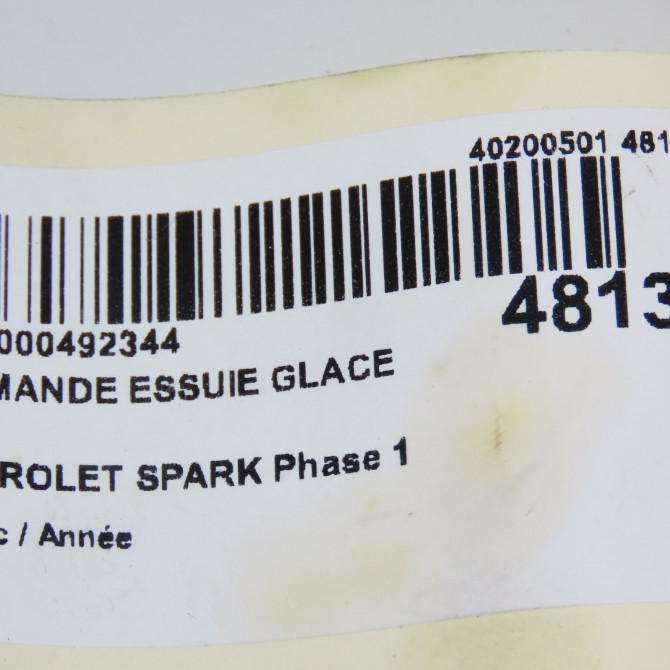 40200501 481
4813
000492344
MANDE ESSUIE GLACE
ROLET SPARK Phase 1
c / Année